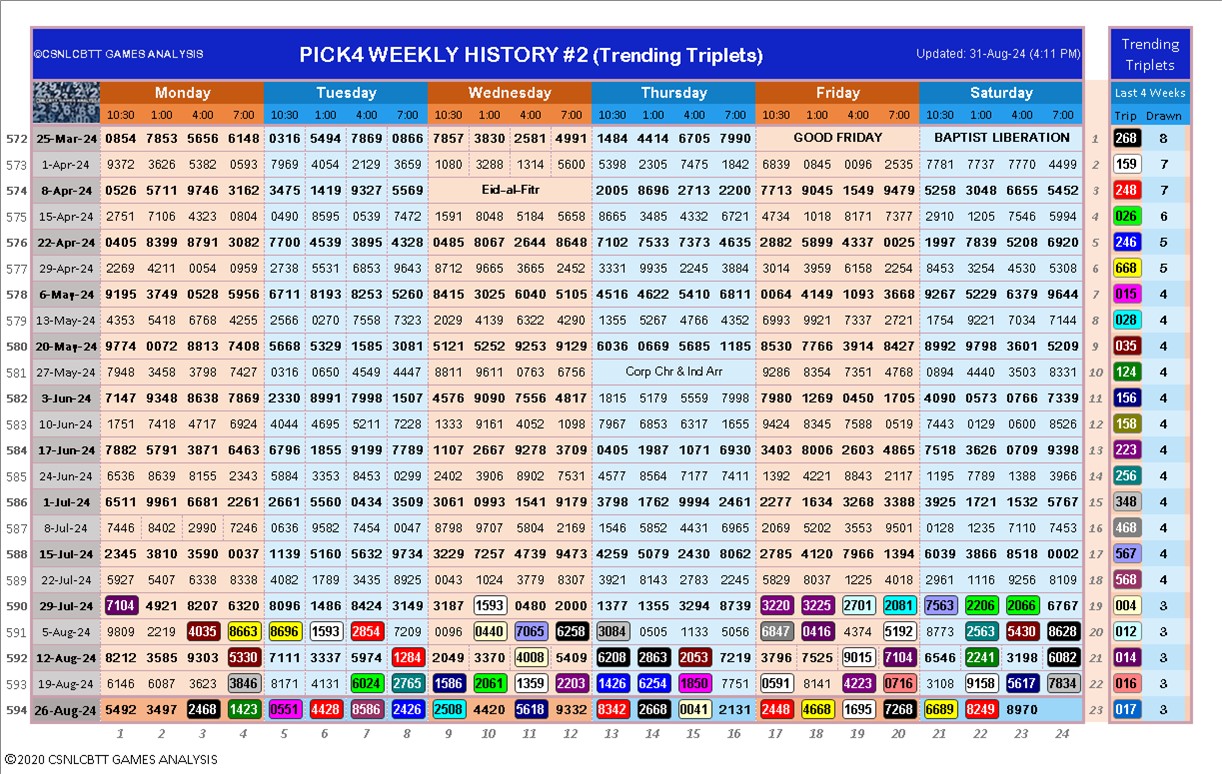 ©CSNLCBTT GAMES ANALYSIS PICK4 WEEKLY HISTORY #2 (Trending Triplets) Updated: 31-Aug-24 (4:11 PM) Trending Triplets
Monday Tuesday Wednesday Thursday Friday Saturday Last 4 Weeks
10:30 1:00 4:00 7:00 10:30 1:00 4:00 7:00 10:30 1:00 4:00 7:00 10:30 1:00 4:00 7:00 10:30 1:00 4:00 7:00 10:30 1:00 4:00 7:00 Trip Drawn
572 25-Mar-24 0854 7853 5656 6148 0316 5494 7869 0866 7857 3830 2581 4991 1484 4414 6705 7990 GOOD FRIDAY BAPTIST LIBERATION 1 268 8
573 1-Apr-24 9372 3626 5382 0593 7969 4054 2129 3659 1080 3288 1314 5600 5398 2305 7475 1842 6839 0845 0096 2535 7781 7737 7770 4499 2 159 7
574 8-Apr-24 0526 5711 9746 3162 3475 1419 9327 5569 Eid-al-Fitr 2005 8696 2713 2200 7713 9045 1549 9479 5258 3048 6655 5452 3 248 7
575 15-Apr-24 2751 7106 4323 0804 0490 8595 0539 7472 1591 8048 5184 5658 8665 3485 4332 6721 4734 1018 8171 7377 2910 1205 7546 5994 4 026 6
576 22-Apr-24 0405 8399 8791 3082 7700 4539 3895 4328 0485 8067 2644 8648 7102 7533 7373 4635 2882 5899 4337 0025 1997 7839 5208 6920 5 246 5
577 29-Apr-24 2269 4211 0054 0959 2738 5531 6853 9643 8712 9665 3665 2452 3331 9935 2245 3884 3014 3959 6158 2254 8453 3254 4530 5308 6 668 5
578 6-May-24 9195 3749 0528 5956 6711 8193 8253 5260 8415 3025 6040 5105 4516 4622 5410 6811 0064 4149 1093 3668 9267 5229 6379 9644 7 015 4
579 13-May-24 4353 5418 6768 4255 2566 0270 7558 7323 2029 4139 6322 4290 1355 5267 4766 4352 6993 9921 7337 2721 1754 9221 7034 7144 8 028 4
580 20-May-24 9774 0072 8813 7408 5668 5329 1585 3081 9121 5252 9253 9129 6036 0669 5685 1185 8530 7766 3914 8427 8992 9798 3601 5209 9 035 4
581 27-May-24 7948 3458 3798 7427 0316 0650 4549 4447 8811 9611 0763 6756 Corp Chr & Ind Arr 9286 8354 7351 4768 0894 4440 3503 8331 10 124 4
582 3-Jun-24 7147 9348 8638 7869 2330 8991 7998 1507 4576 9090 7556 4817 1815 5179 5559 7998 7980 1269 0450 1705 4090 0573 0766 7339 11 156 4
583 10-Jun-24 1751 7418 4717 6924 4044 4695 5211 7228 1333 9161 4052 1098 7967 6853 6317 1655 9424 8345 7588 0519 7443 0129 0600 8526 12 158 4
584 17-Jun-24 7882 5791 3871 6463 6796 1855 9199 7789 1107 2667 9278 3709 0405 1987 1071 6930 3403 8006 2603 4865 7518 3626 0709 9398 13 223 4
585 24-Jun-24 6536 8639 8155 2343 5884 3353 8453 0299 2402 3906 8902 7531 4577 8564 7177 7411 1392 4221 8843 2117 1195 7789 1388 3966 14 256 4
586 1-Jul-24 6511 9961 6681 2261 2661 5560 0434 3509 3061 0993 1541 9179 3798 1762 9994 2461 2277 1634 3268 3388 3925 1721 1532 5767 15 348 4
587 8-Jul-24 7446 8402 2990 7246 0636 9582 7454 0047 8798 9707 5804 2169 1546 5852 4431 6965 2069 5202 3553 9501 0128 1235 7110 7453 16 468 4
588 15-Jul-24 2345 3810 3590 0037 1139 5160 5632 9734 3229 7257 4739 9473 4259 5079 2430 8062 2785 4120 7966 1394 6039 3866 8518 0002 17 567 4
589 22-Jul-24 5927 5407 6338 8338 4082 1789 3435 8925 0043 1024 3779 8307 3921 8143 2783 2245 5829 8037 1225 4018 2961 1116 9256 8109 18 568 4
590 29-Jul-24 7104 4921 8207 6320 8096 1486 8424 3149 3187 1593 0480 2000 1377 1355 3294 8739 3220 3225 2701 2081 7563 2206 2066 6767 19 004 3
591 5-Aug-24 9809 2219 4035 8663 8696 1593 2854 7209 0096 0440 7065 6258 3084 0505 1133 5056 6847 0416 4374 5192 8773 2563 5430 8628 20 012 3
592 12-Aug-24 8212 3585 9303 5330 7111 3337 5974 1284 2049 3370 4008 5409 6208 2863 2053 7219 3796 7525 9015 7104 6546 2241 3198 6082 21 014 3
593 19-Aug-24 6146 6087 3623 3846 8171 4131 6024 2765 1586 2061 1359 2203 1426 6254 1850 7751 0591 8141 4223 0716 3108 9158 5617 7834 22 016 3
594 26-Aug-24 5492 3497 2468 1423 0551 4428 8586 2426 2508 4420 5618 9332 8342 2668 0041 2131 2448 4668 1695 7268 6689 8249 8970 23 017 3
1 2 3 4 5 6 7 8 9 10 11 12 13 14 15 16 17 18 19 20 21 22 23 24
©2020 CSNLCBTT GAMES ANALYSIS